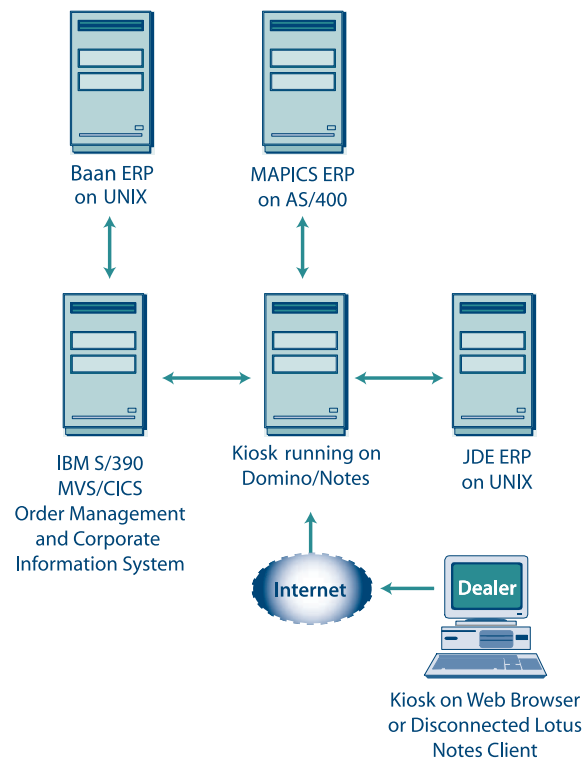 Baan ERP
on UNIX
MAPICS ERP
on AS/400
IBM S/390
MVS/CICS
Order Management
and Corporate
Information System
Kiosk running on
Domino/Notes
JDE ERP
on UNIX
Internet
Dealer
Kiosk on Web Browser
or Disconnected Lotus
Notes Client